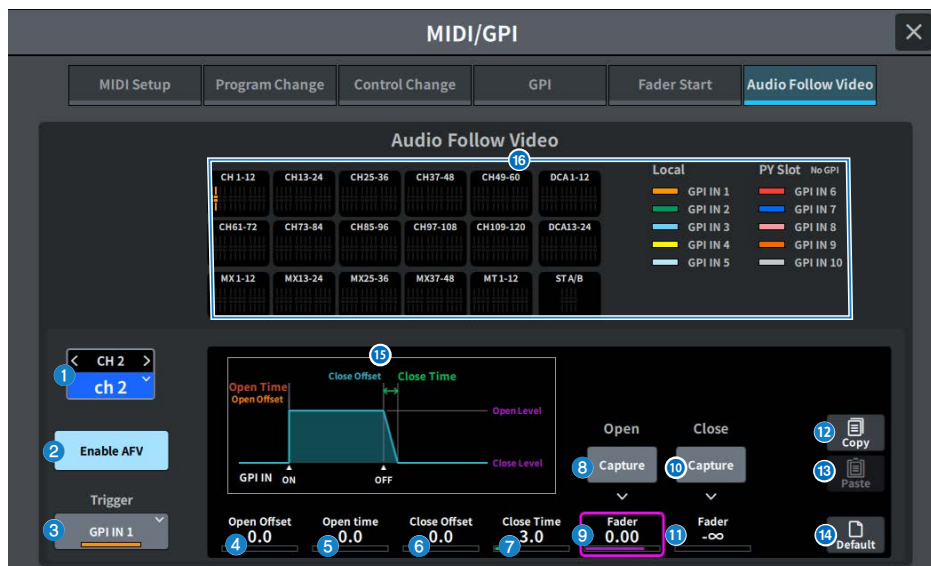 MIDI/GPI
MIDI Setup
Program Change
Control Change
GPI
Fader Start
Audio Follow Video
Audio Follow Video
16
CH 1-12
CH13-24
CH25-36
CH37-48
CH49-60
DCA1-12
CH61-72
CH73-84
CH85-96
CH97-108
CH109-120
DCA13-24
MX1-12
MX13-24
MX25-36
MX37-48
MT1-12
ST A/B
Local
GPI IN 1
GPI IN 2
GPI IN 3
GPI IN 4
GPI IN 5
PY Slot No GPI
GPI IN 6
GPI IN 7
GPI IN 8
GPI IN 9
GPI IN 10
1
CH 2
ch 2
2
Enable AFV
Trigger
3
GPI IN 1
15
Open Time
Open Offset
Close Offset
Close Time
Open Level
Close Level
GPI IN
ON
OFF
Open Offset
4
0.0
Open time
5
0.0
Close Offset
6
0.0
Close Time
7
3.0
Open
8
Capture
Fader
9
0.00
Close
10
Capture
Fader
11
-∞
12
Copy
13
Paste
14
Default